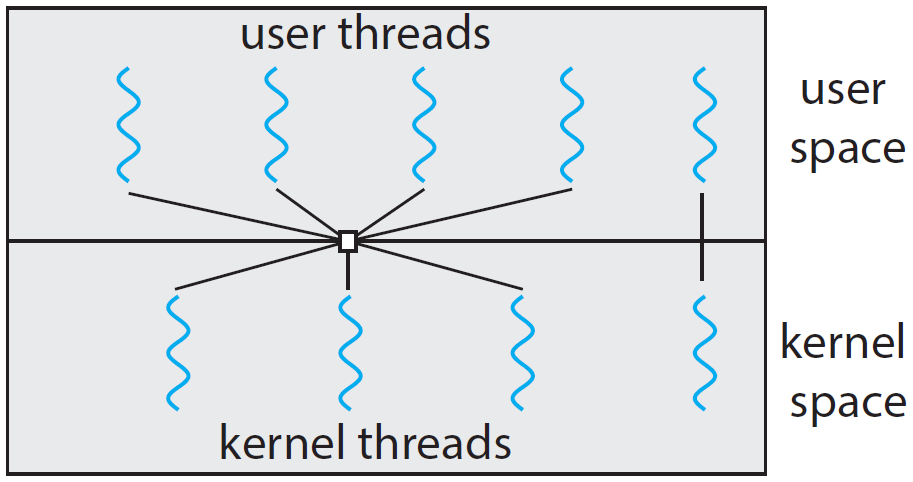 user threads
user
space
kernel
space
kernel threads